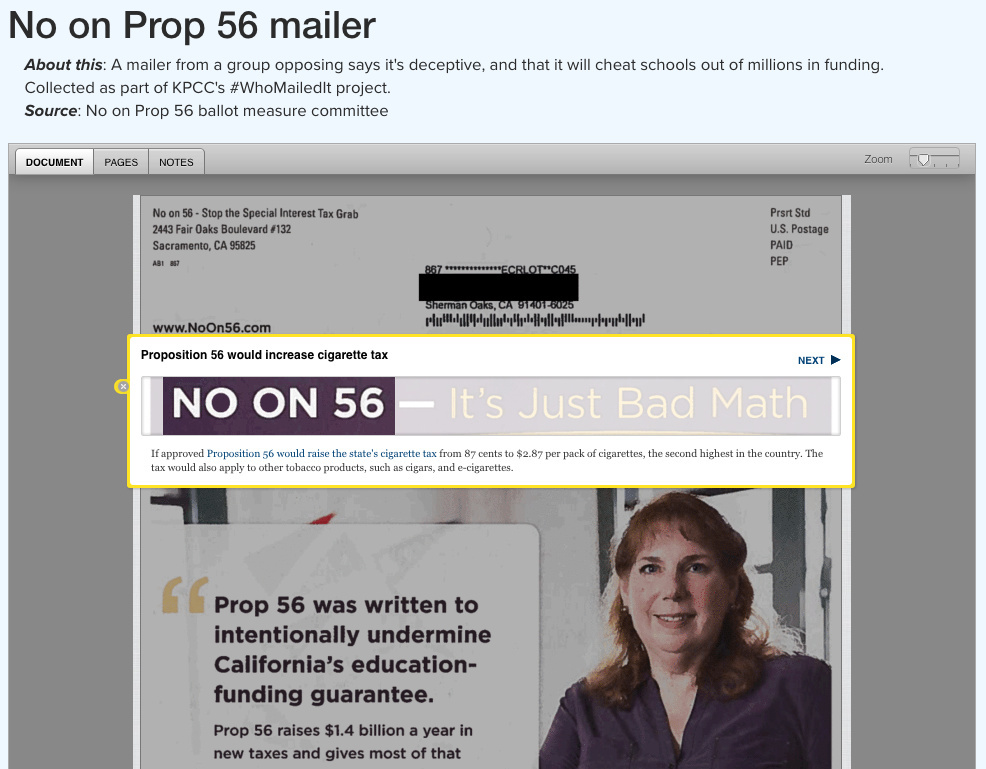 No on Prop 56 mailer
About this: A mailer from a group opposing says it's deceptive, and that it will cheat schools out of millions in funding.
Collected as part of KPCC's #WhoMailedIt project.
Source: No on Prop 56 ballot measure committee
DOCUMENT PAGES NOTES Zoom
No on 56 - Stop the Special Interest Tax Grab
2443 Fair Oaks Boulevard #132
Sacramento, CA 95825
AB1 867
Prsrt Std
U.S. Postage
PAID
PEP
867 **************ECRLOT**C045
Sherman Oaks, CA 91401-6025
www.NoOn56.com
Proposition 56 would increase cigarette tax
NEXT
NO ON 56 — It's Just Bad Math
If approved Proposition 56 would raise the state's cigarette tax from 87 cents to $2.87 per pack of cigarettes, the second highest in the country. The
tax would also apply to other tobacco products, such as cigars, and e-cigarettes.
“Prop 56 was written to
intentionally undermine
California's education-
funding guarantee.
Prop 56 raises $1.4 billion a year in
new taxes and gives most of that